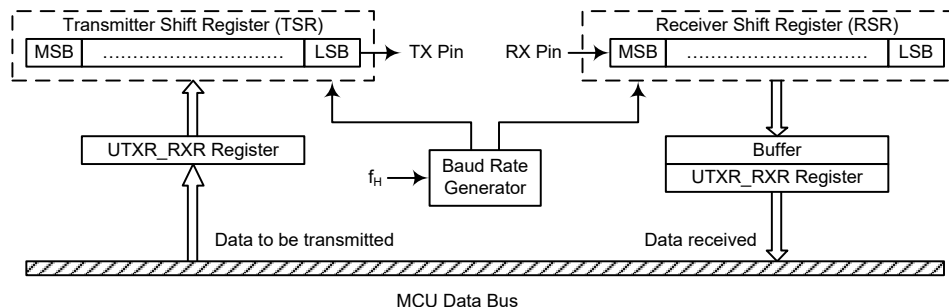 Transmitter Shift Register (TSR)
Receiver Shift Register (RSR)
MSB ………………………… LSB
TX Pin
RX Pin
MSB ………………………… LSB
UTXR_RXR Register
Baud Rate
Generator
fH
Buffer
UTXR_RXR Register
Data to be transmitted
Data received
MCU Data Bus